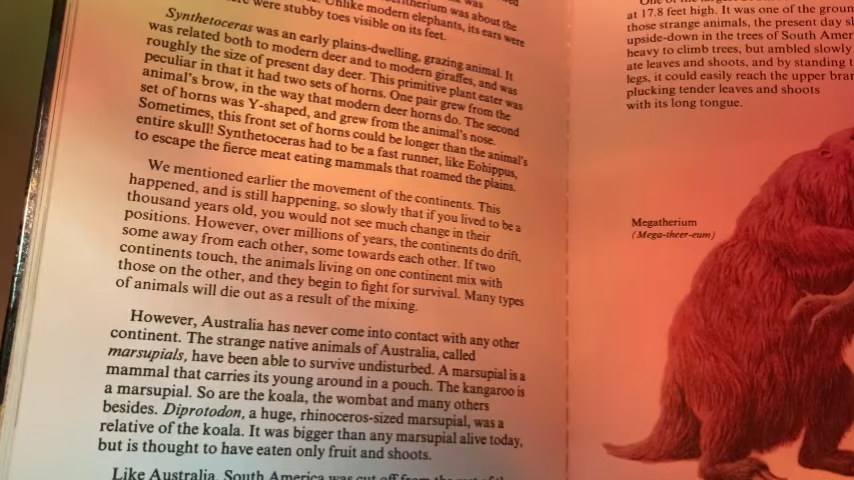 Unlike modern elephants, its ears were
were stubby toes visible on its feet.
Synthetoceras was an early plains-dwelling, grazing animal. It
was related both to modern deer and to modern giraffes, and was
roughly the size of present day deer. This primitive plant eater was
peculiar in that it had two sets of horns. One pair grew from the
animal's brow, in the way that modern deer horns do. The second
set of horns was Y-shaped, and grew from the animal's nose.
Sometimes, this front set of horns could be longer than the animal's
entire skull! Synthetoceras had to be a fast runner, like Eohippus,
to escape the fierce meat eating mammals that roamed the plains.
We mentioned earlier the movement of the continents. This
happened, and is still happening, so slowly that if you lived to be a
thousand years old, you would not see much change in their
positions. However, over millions of years, the continents do drift,
some away from each other, some towards each other. If two
continents touch, the animals living on one continent mix with
those on the other, and they begin to fight for survival. Many types
of animals will die out as a result of the mixing.
However, Australia has never come into contact with any other
continent. The strange native animals of Australia, called
marsupials, have been able to survive undisturbed. A marsupial is a
mammal that carries its young around in a pouch. The kangaroo is
a marsupial. So are the koala, the wombat and many others
besides. Diprotodon, a huge, rhinoceros-sized marsupial, was a
relative of the koala. It was bigger than any marsupial alive today,
but is thought to have eaten only fruit and shoots.
Like Australia, South America was cut off from the rest of
at 17.8 feet high. It was one of the
those strange animals, the present day
upside-down in the trees of South
heavy to climb trees, but ambled slowly
ate leaves and shoots, and by standing
legs, it could easily reach the upper
plucking tender leaves and shoots
with its long tongue.
Megatherium
(Mega-theer-eum)